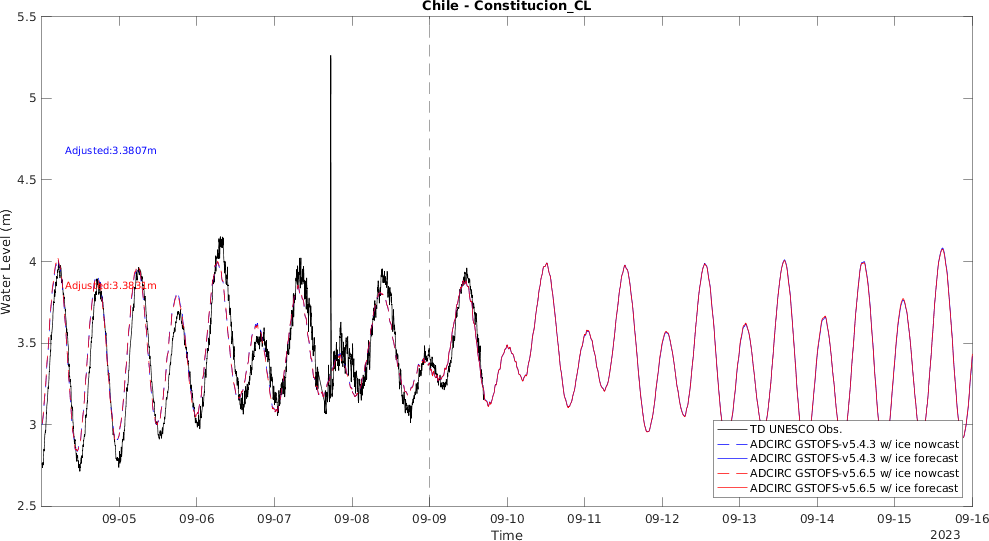 Chile - Constitucion_CL
5.5
5
4.5
4
3.5
3
2.5
Water Level (m)
Adjusted:3.3807m
TD UNESCO Obs.
ADCIRC GSTOFS-v5.4.3 w/ ice nowcast
ADCIRC GSTOFS-v5.4.3 w/ ice forecast
ADCIRC GSTOFS-v5.6.5 w/ ice nowcast
ADCIRC GSTOFS-v5.6.5 w/ ice forecast
09-05 09-06 09-07 09-08 09-09 09-10 09-11 09-12 09-13 09-14 09-15 09-16
Time
2023